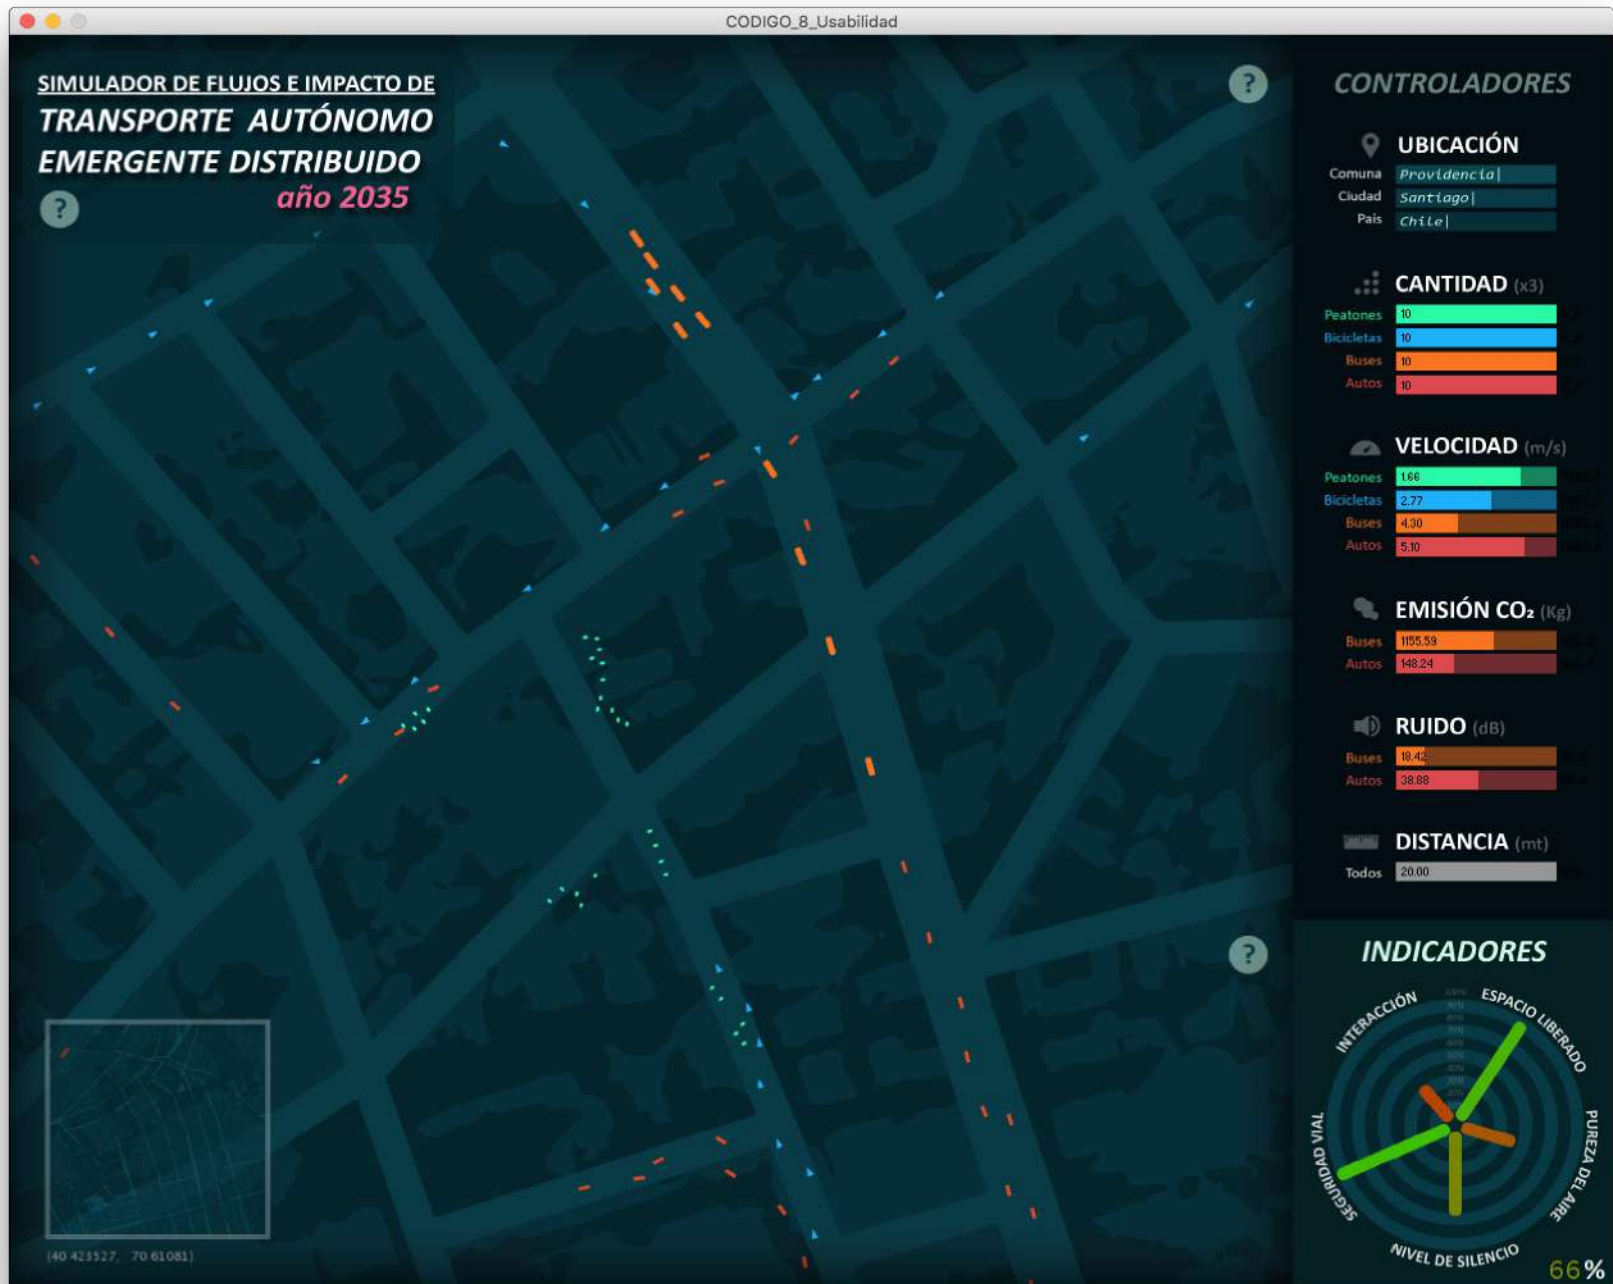 CODIGO_8_Usabilidad
SIMULADOR DE FLUJOS E IMPACTO DE
TRANSPORTE AUTÓNOMO
EMERGENTE DISTRIBUIDO
año 2035
?
?
?
(40 423527, 70 61081)
CONTROLADORES
UBICACIÓN
Comuna Providencia|
Ciudad Santiago|
País Chile|
CANTIDAD (x3)
Peatones 10
Bicicletas 10
Buses 10
Autos 10
VELOCIDAD (m/s)
Peatones 1.66
Bicicletas 2.77
Buses 4.30
Autos 5.10
EMISIÓN CO₂ (Kg)
Buses 1155.59
Autos 148.24
RUIDO (dB)
Buses 18.42
Autos 38.88
DISTANCIA (mt)
Todos 20.00
INDICADORES
INTERACCIÓN
ESPACIO LIBERADO
PUREZA DEL AIRE
NIVEL DE SILENCIO
SEGURIDAD VIAL
66%